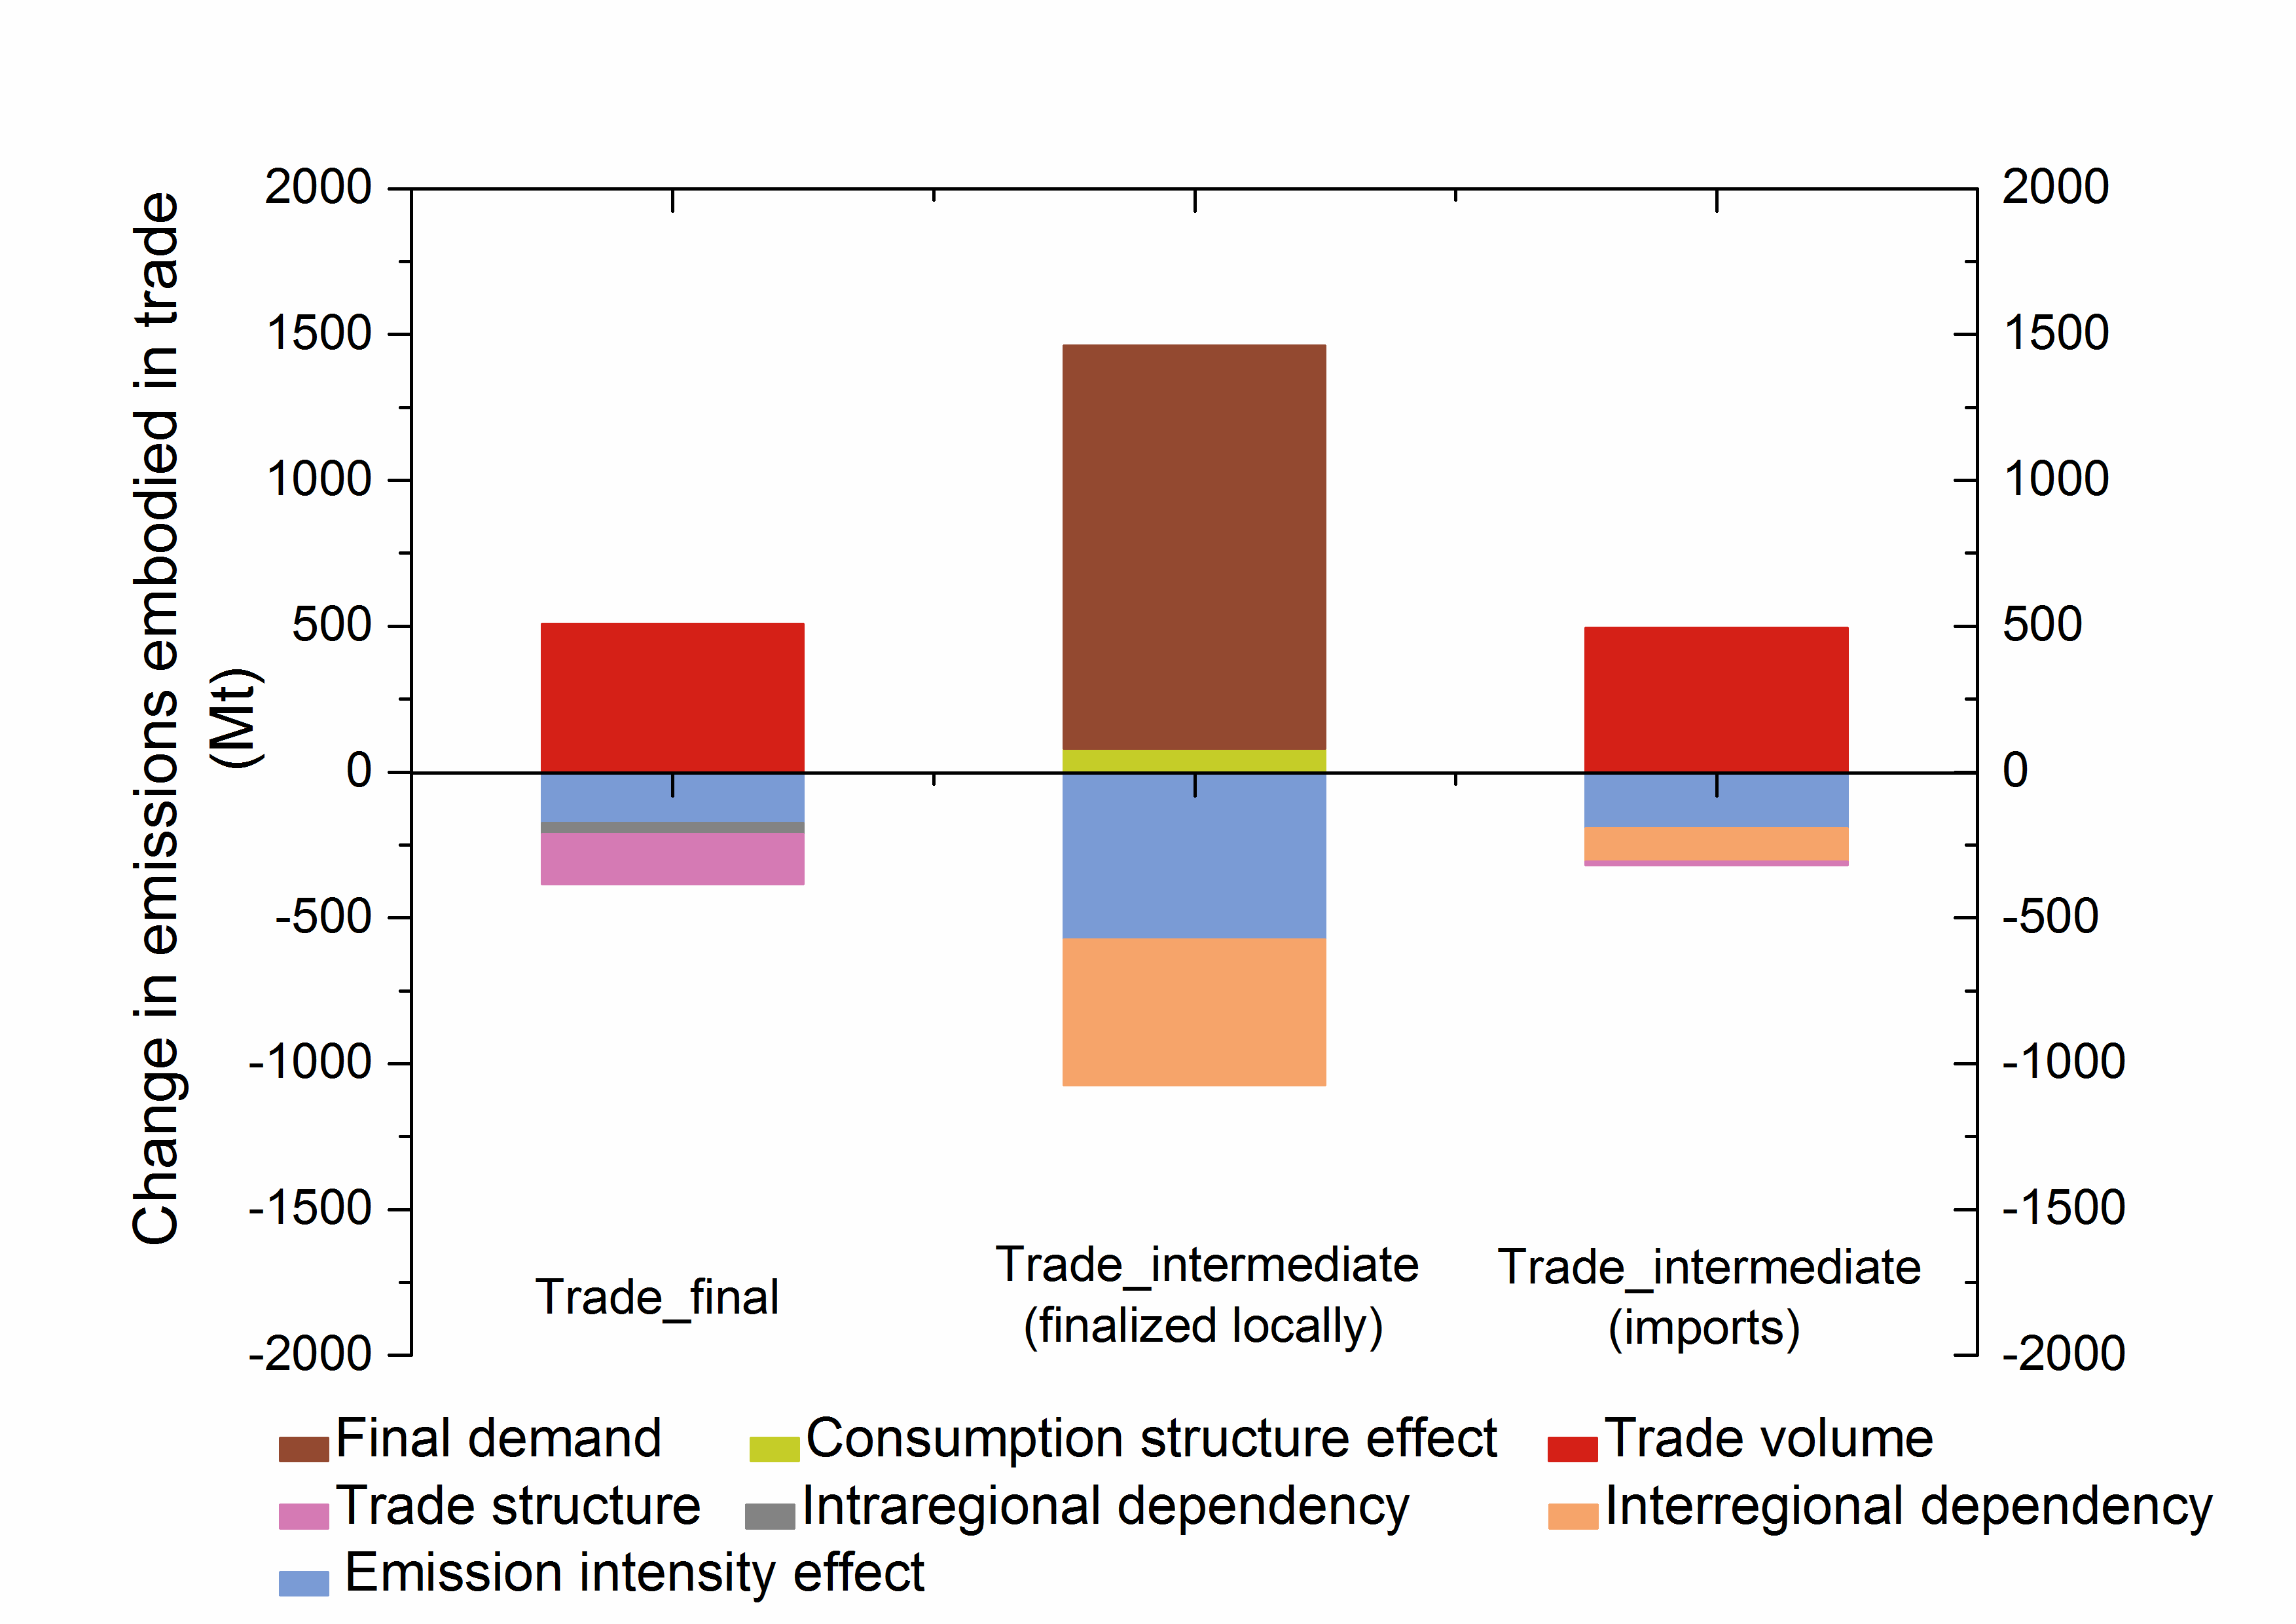 Change in emissions embodied in trade
(Mt)
2000
1500
1000
500
0
-500
-1000
-1500
-2000
2000
1500
1000
500
0
-500
-1000
-1500
-2000
Trade_final
Trade_intermediate
(finalized locally)
Trade_intermediate
(imports)
Final demand
Consumption structure effect
Trade volume
Trade structure
Intraregional dependency
Interregional dependency
Emission intensity effect